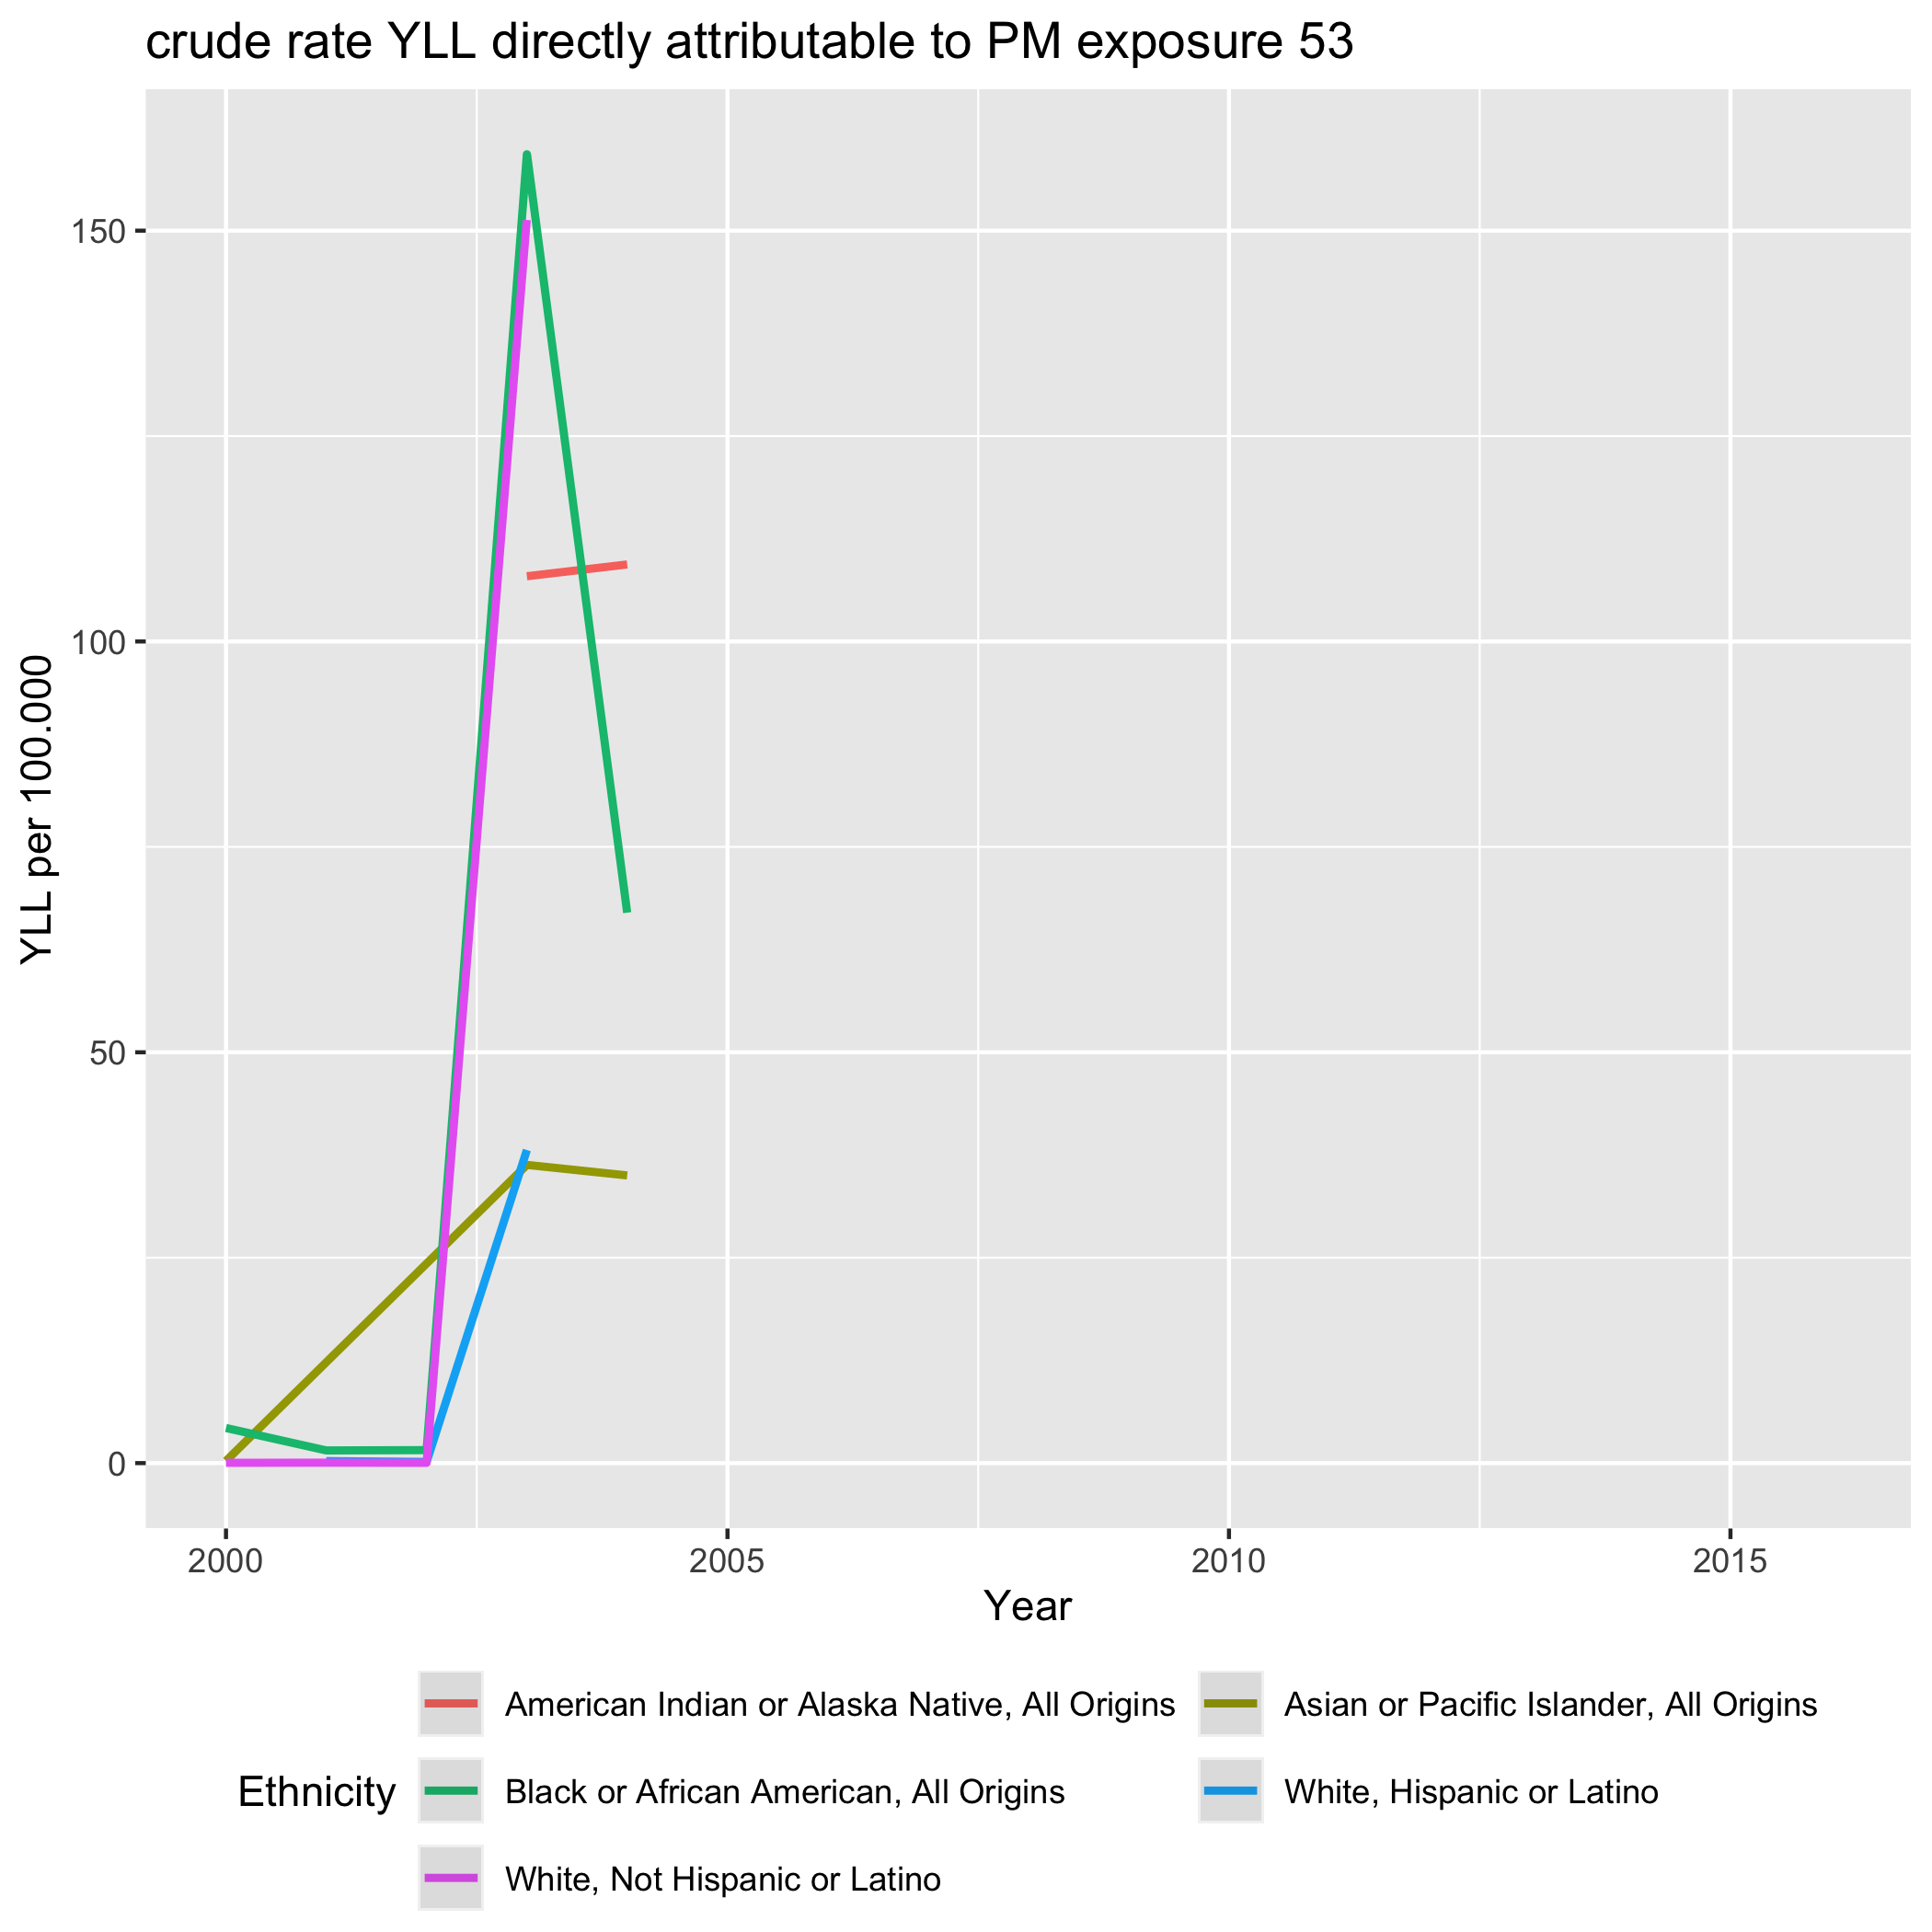 crude rate YLL directly attributable to PM exposure 53
150
100
50
0
YLL per 100.000
2000 2005 2010 2015
Year
Ethnicity
American Indian or Alaska Native, All Origins
Asian or Pacific Islander, All Origins
Black or African American, All Origins
White, Hispanic or Latino
White, Not Hispanic or Latino